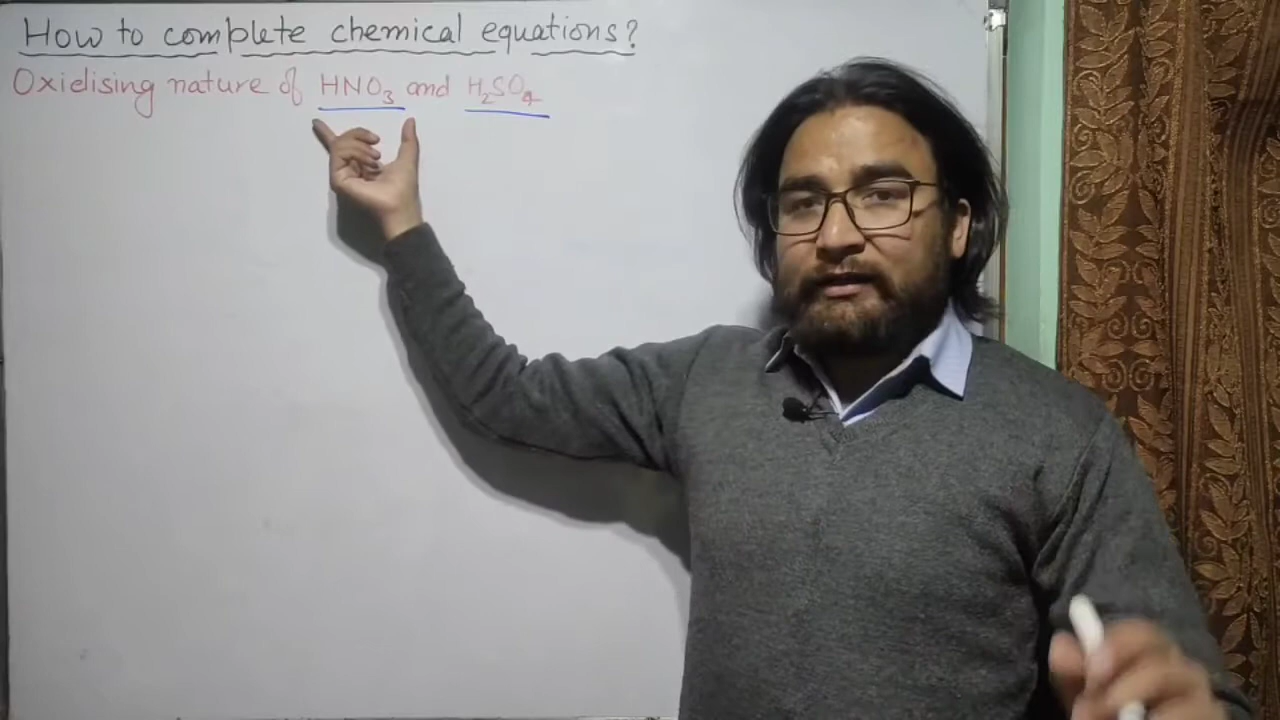 How to complete chemical equations?
Oxidising nature of HNO₃ and H₂SO₄